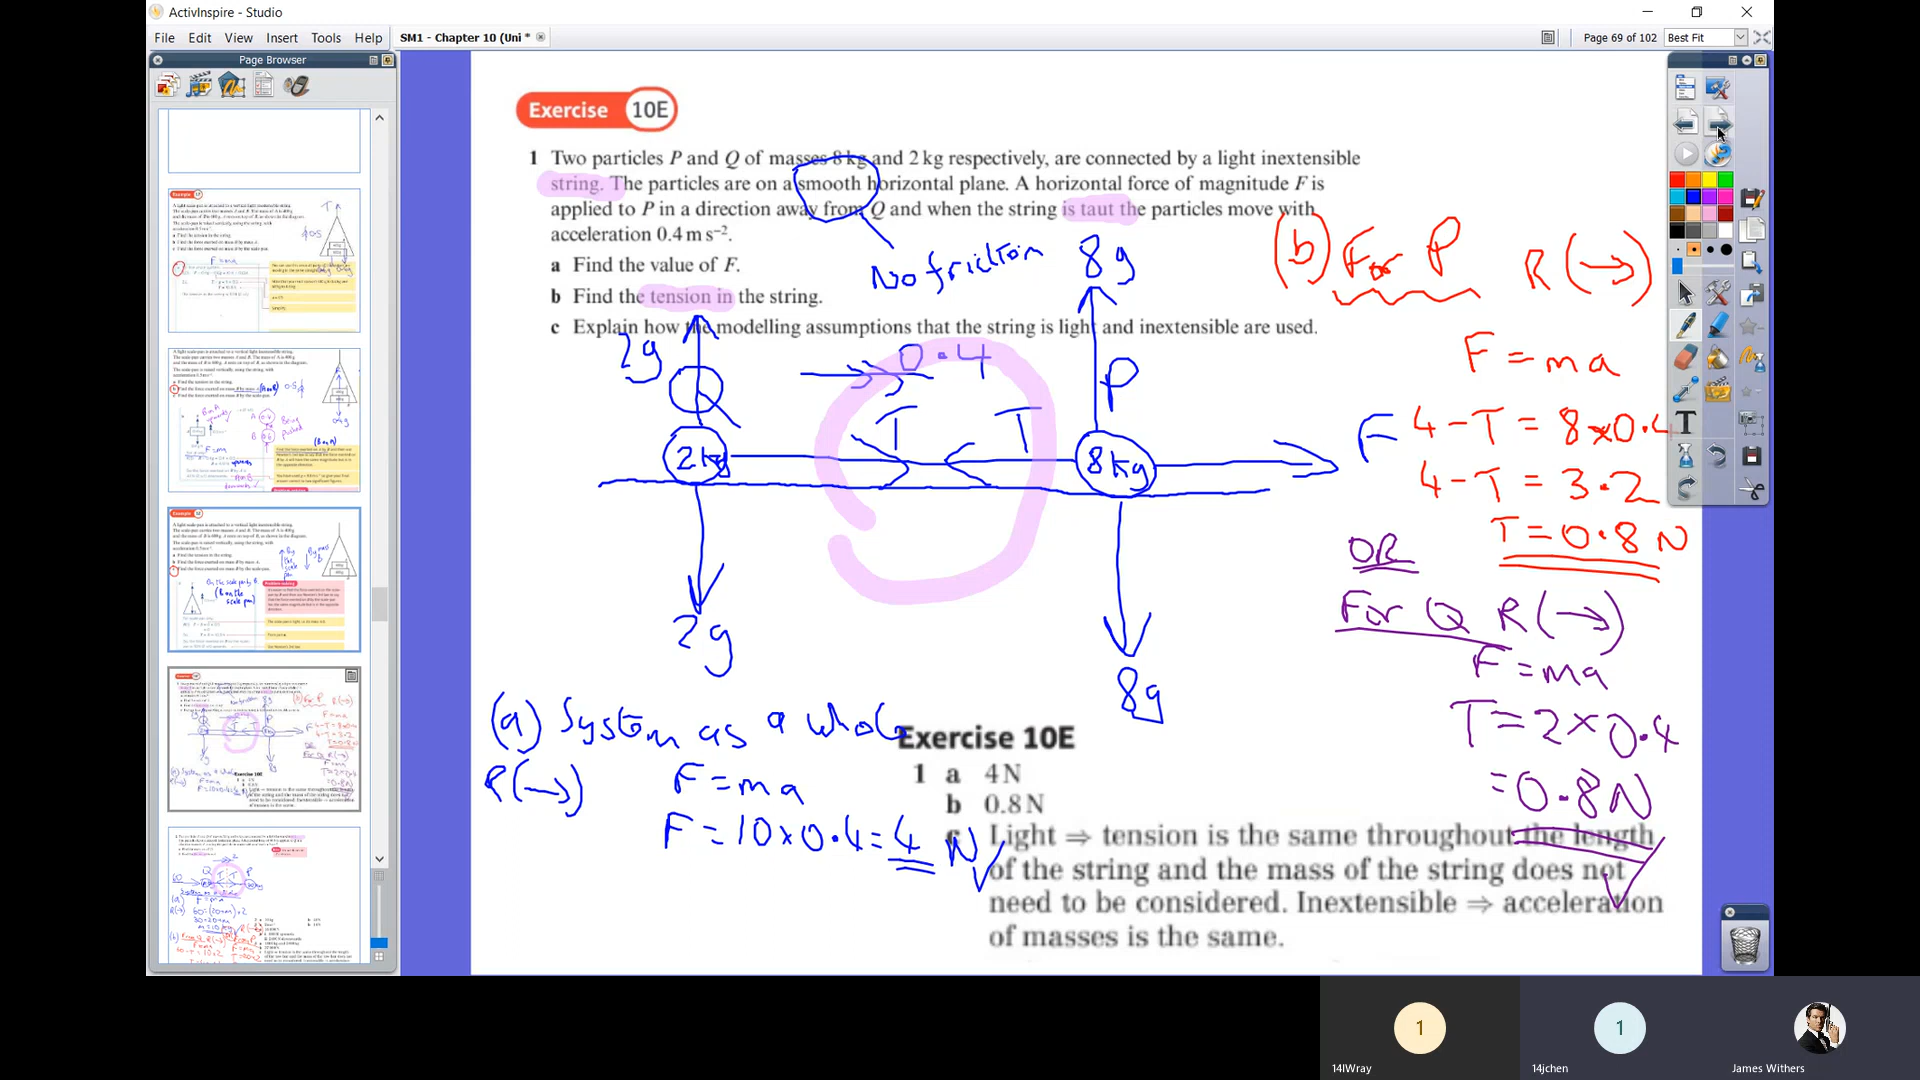 ActivInspire - Studio
File Edit View Insert Tools Help
SM1 - Chapter 10 (Uni *
Page 69 of 102
Best Fit
Page Browser
Exercise 10E
1 Two particles P and Q of masses 8 kg and 2 kg respectively, are connected by a light inextensible
string. The particles are on a smooth horizontal plane. A horizontal force of magnitude F is
applied to P in a direction away from Q and when the string is taut the particles move with
acceleration 0.4 m s⁻².
a Find the value of F.
b Find the tension in the string.
c Explain how the modelling assumptions that the string is light and inextensible are used.
No friction
8g
2g
0.4
Q
P
T T
2kg
8kg
F
2g
8g
(b) For P R(→)
F = ma
4 - T = 8 × 0.4
4 - T = 3.2
T = 0.8 N
OR
For Q R(→)
F = ma
T = 2 × 0.4
= 0.8 N
(a) System as a whole
R(→) F = ma
F = 10 × 0.4 = 4 N
Exercise 10E
1 a 4 N
b 0.8 N
c Light ⇒ tension is the same throughout the length
of the string and the mass of the string does not
need to be considered. Inextensible ⇒ acceleration
of masses is the same.
1
14IWray
1
14jchen
James Withers